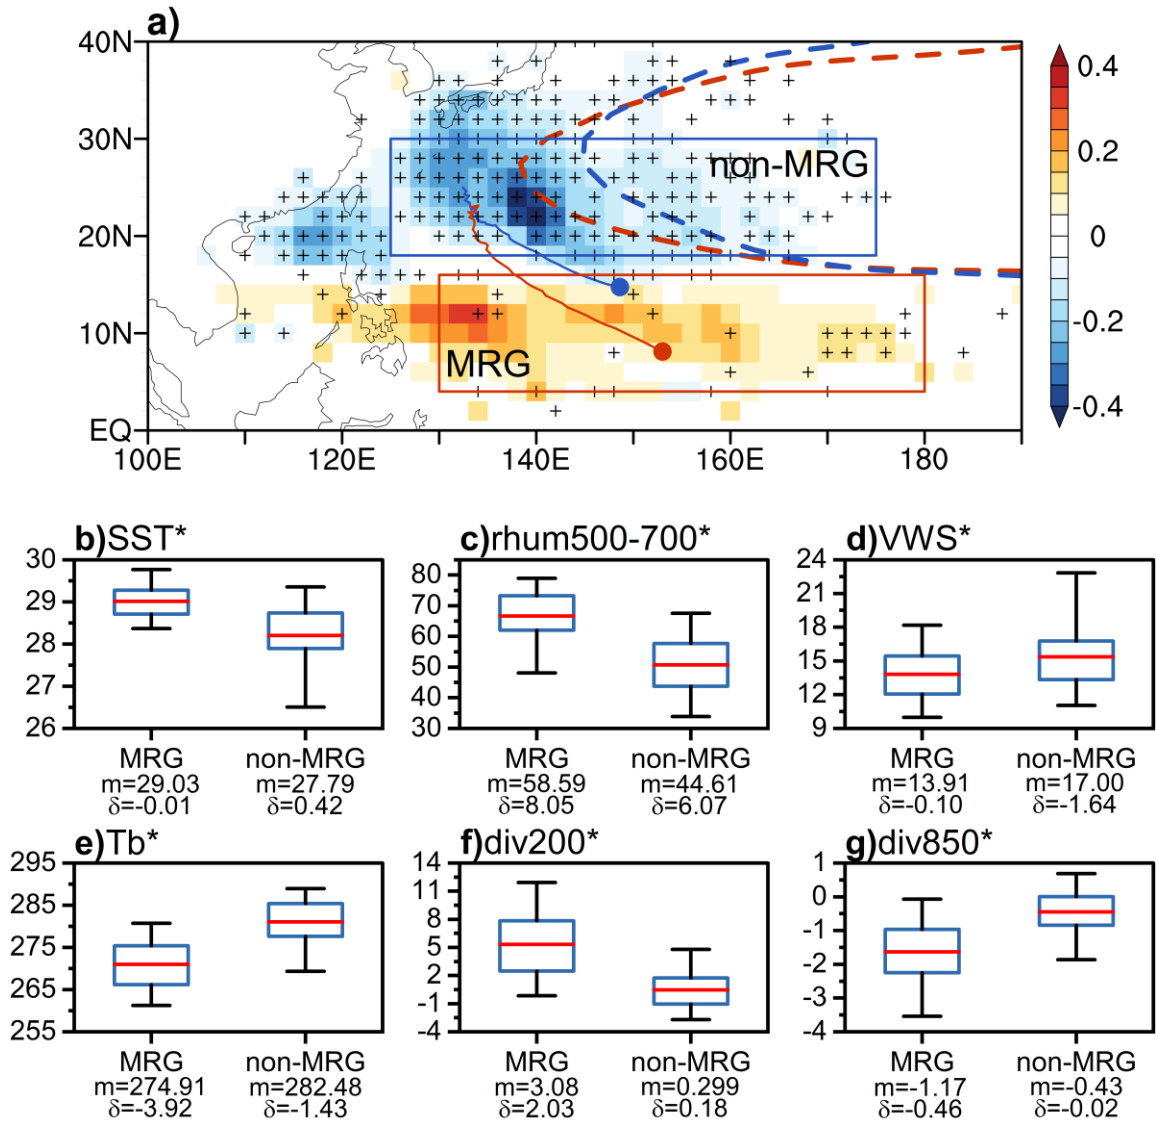 a)
40N
30N
20N
10N
EQ
100E 120E 140E 160E 180
non-MRG
MRG
0.4
0.2
0
-0.2
-0.4
b)SST* c)rhum500-700* d)VWS*
30
29
28
27
26
80
70
60
50
40
30
24
21
18
15
12
9
MRG non-MRG MRG non-MRG MRG non-MRG
m=29.03 m=27.79 m=58.59 m=44.61 m=13.91 m=17.00
δ=-0.01 δ=0.42 δ=8.05 δ=6.07 δ=-0.10 δ=-1.64
e)Tb* f)div200* g)div850*
295
285
275
265
255
14
11
8
5
2
-1
-4
1
0
-1
-2
-3
-4
MRG non-MRG MRG non-MRG MRG non-MRG
m=274.91 m=282.48 m=3.08 m=0.299 m=-1.17 m=-0.43
δ=-3.92 δ=-1.43 δ=2.03 δ=0.18 δ=-0.46 δ=-0.02